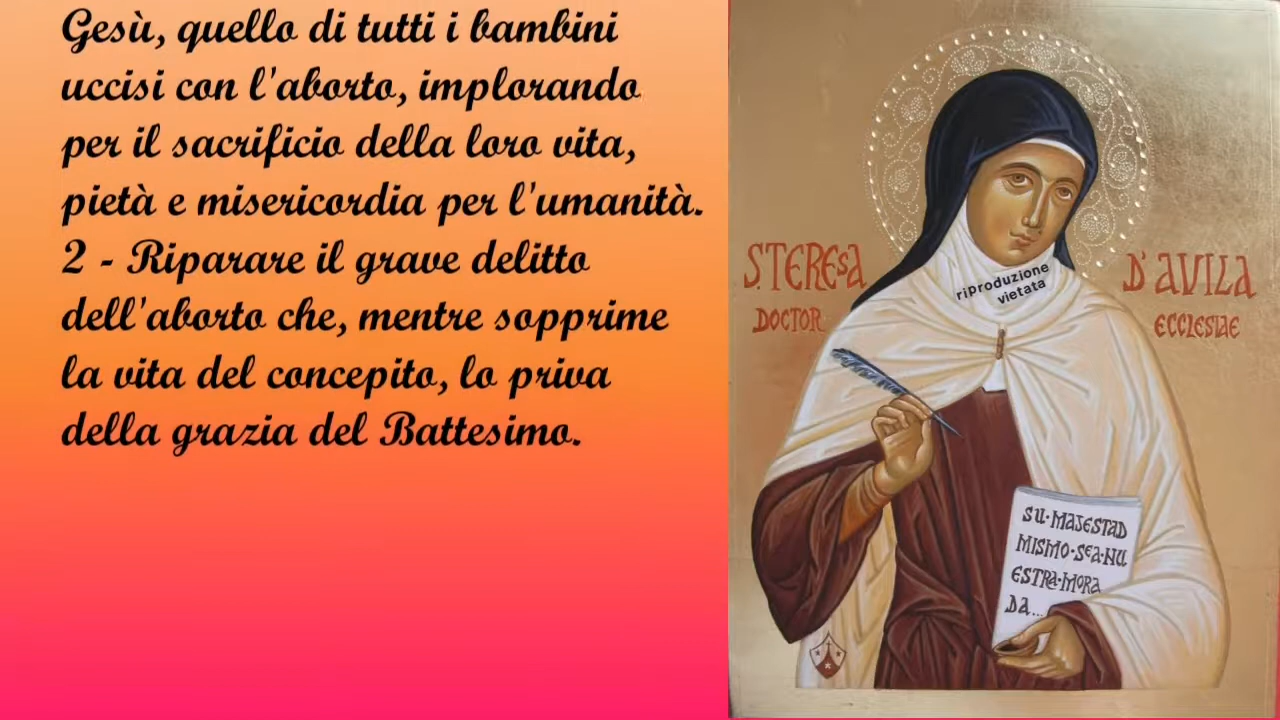 Gesù, quello di tutti i bambini
uccisi con l'aborto, implorando
per il sacrificio della loro vita,
pietà e misericordia per l'umanità.
2 - Riparare il grave delitto
dell'aborto che, mentre sopprime
la vita del concepito, lo priva
della grazia del Battesimo.
S. TERESA
D'AVILA
DOCTOR
ECCLESIAE
riproduzione
vietata
SU·MAJESTAD
MISMO·SEA·NU
ESTRA·MORA
DA...